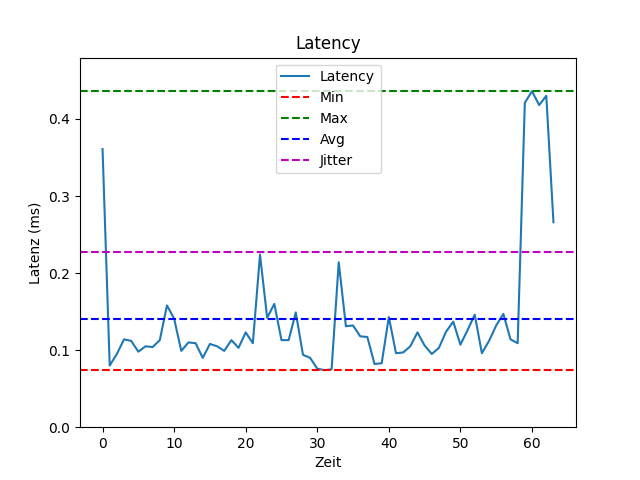 Latency
Latency
Min
Max
Avg
Jitter
Latenz (ms)
0.4
0.3
0.2
0.1
0.0
0 10 20 30 40 50 60
Zeit